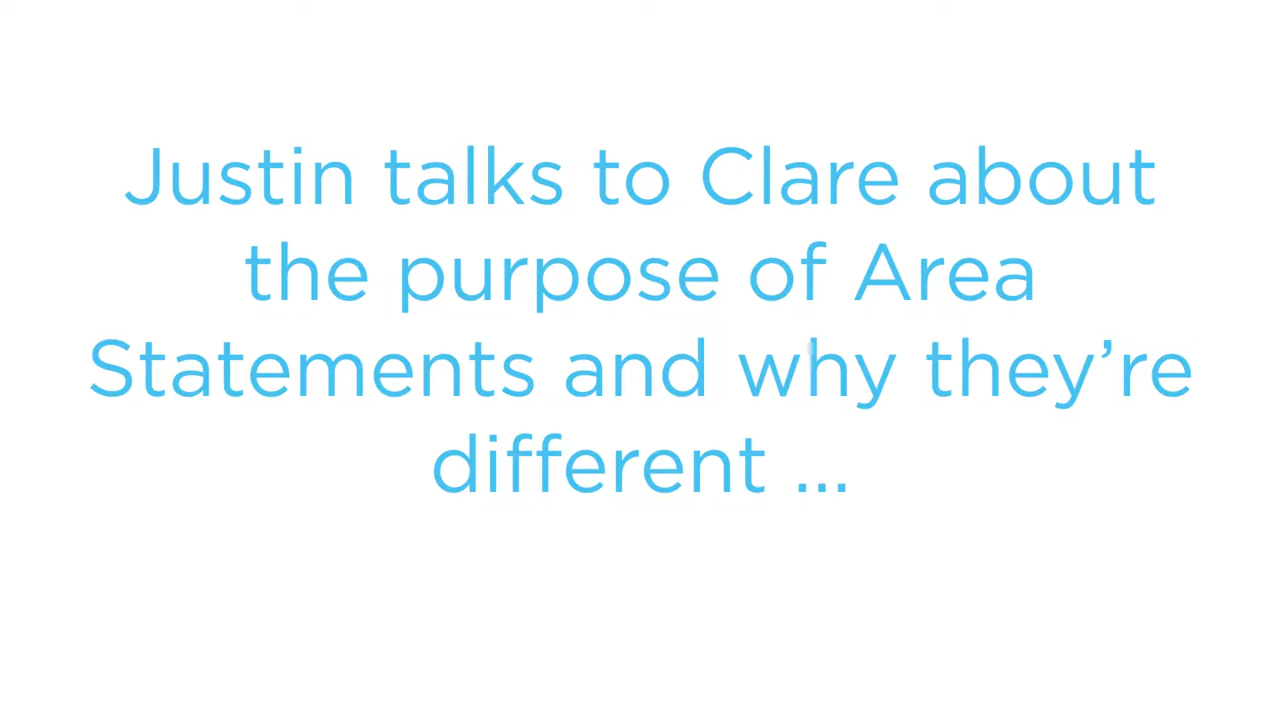 Justin talks to Clare about
the purpose of Area
Statements and why they’re
different ...